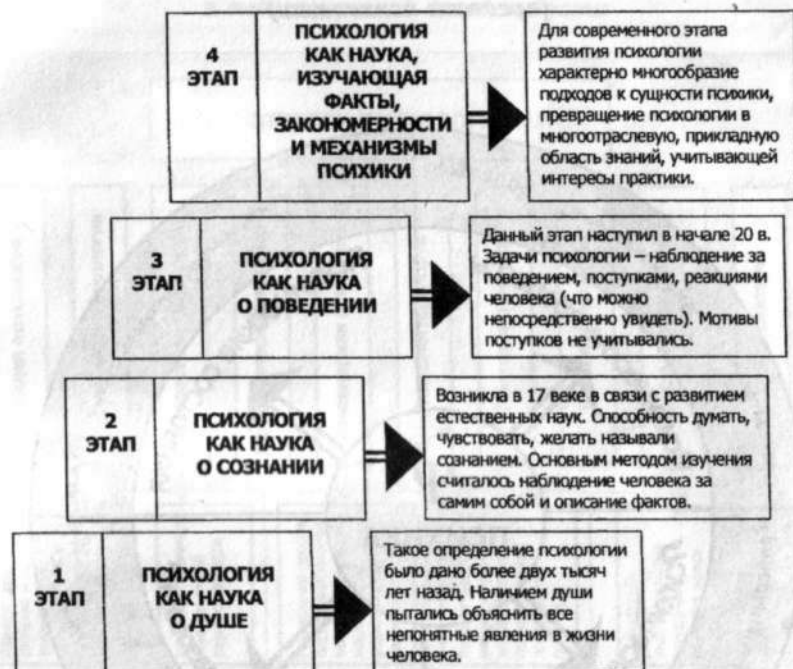 4
ЭТАП
ПСИХОЛОГИЯ
КАК НАУКА,
ИЗУЧАЮЩАЯ
ФАКТЫ,
ЗАКОНОМЕРНОСТИ
И МЕХАНИЗМЫ
ПСИХИКИ
Для современного этапа
развития психологии
характерно многообразие
подходов к сущности психики,
превращение психологии в
многоотраслевую, прикладную
область знаний, учитывающей
интересы практики.
3
ЭТАП
ПСИХОЛОГИЯ
КАК НАУКА
О ПОВЕДЕНИИ
Данный этап наступил в начале 20 в.
Задачи психологии – наблюдение за
поведением, поступками, реакциями
человека (что можно
непосредственно увидеть). Мотивы
поступков не учитывались.
2
ЭТАП
ПСИХОЛОГИЯ
КАК НАУКА
О СОЗНАНИИ
Возникла в 17 веке в связи с развитием
естественных наук. Способность думать,
чувствовать, желать называли
сознанием. Основным методом изучения
считалось наблюдение человека за
самим собой и описание фактов.
1
ЭТАП
ПСИХОЛОГИЯ
КАК НАУКА
О ДУШЕ
Такое определение психологии
было дано более двух тысяч
лет назад. Наличием души
пытались объяснить все
непонятные явления в жизни
человека.